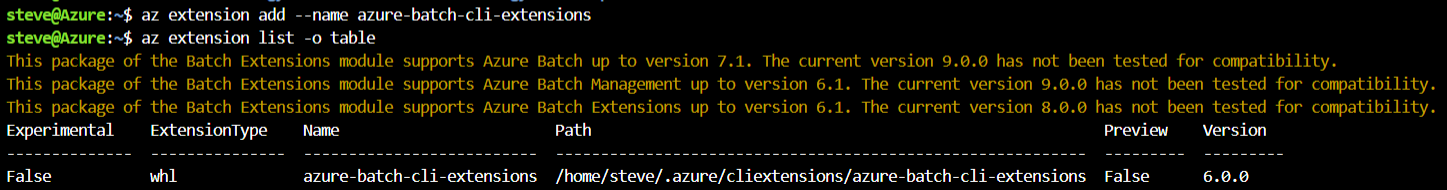 steve@Azure:~$ az extension add --name azure-batch-cli-extensions
steve@Azure:~$ az extension list -o table
This package of the Batch Extensions module supports Azure Batch up to version 7.1. The current version 9.0.0 has not been tested for compatibility.
This package of the Batch Extensions module supports Azure Batch Management up to version 6.1. The current version 9.0.0 has not been tested for compatibility.
This package of the Batch Extensions module supports Azure Batch Extensions up to version 6.1. The current version 8.0.0 has not been tested for compatibility.
Experimental    ExtensionType    Name                        Path                                                       Preview    Version
--------------  ---------------  --------------------------  ---------------------------------------------------------  ---------  ---------
False           whl              azure-batch-cli-extensions  /home/steve/.azure/cliextensions/azure-batch-cli-extensions  False      6.0.0